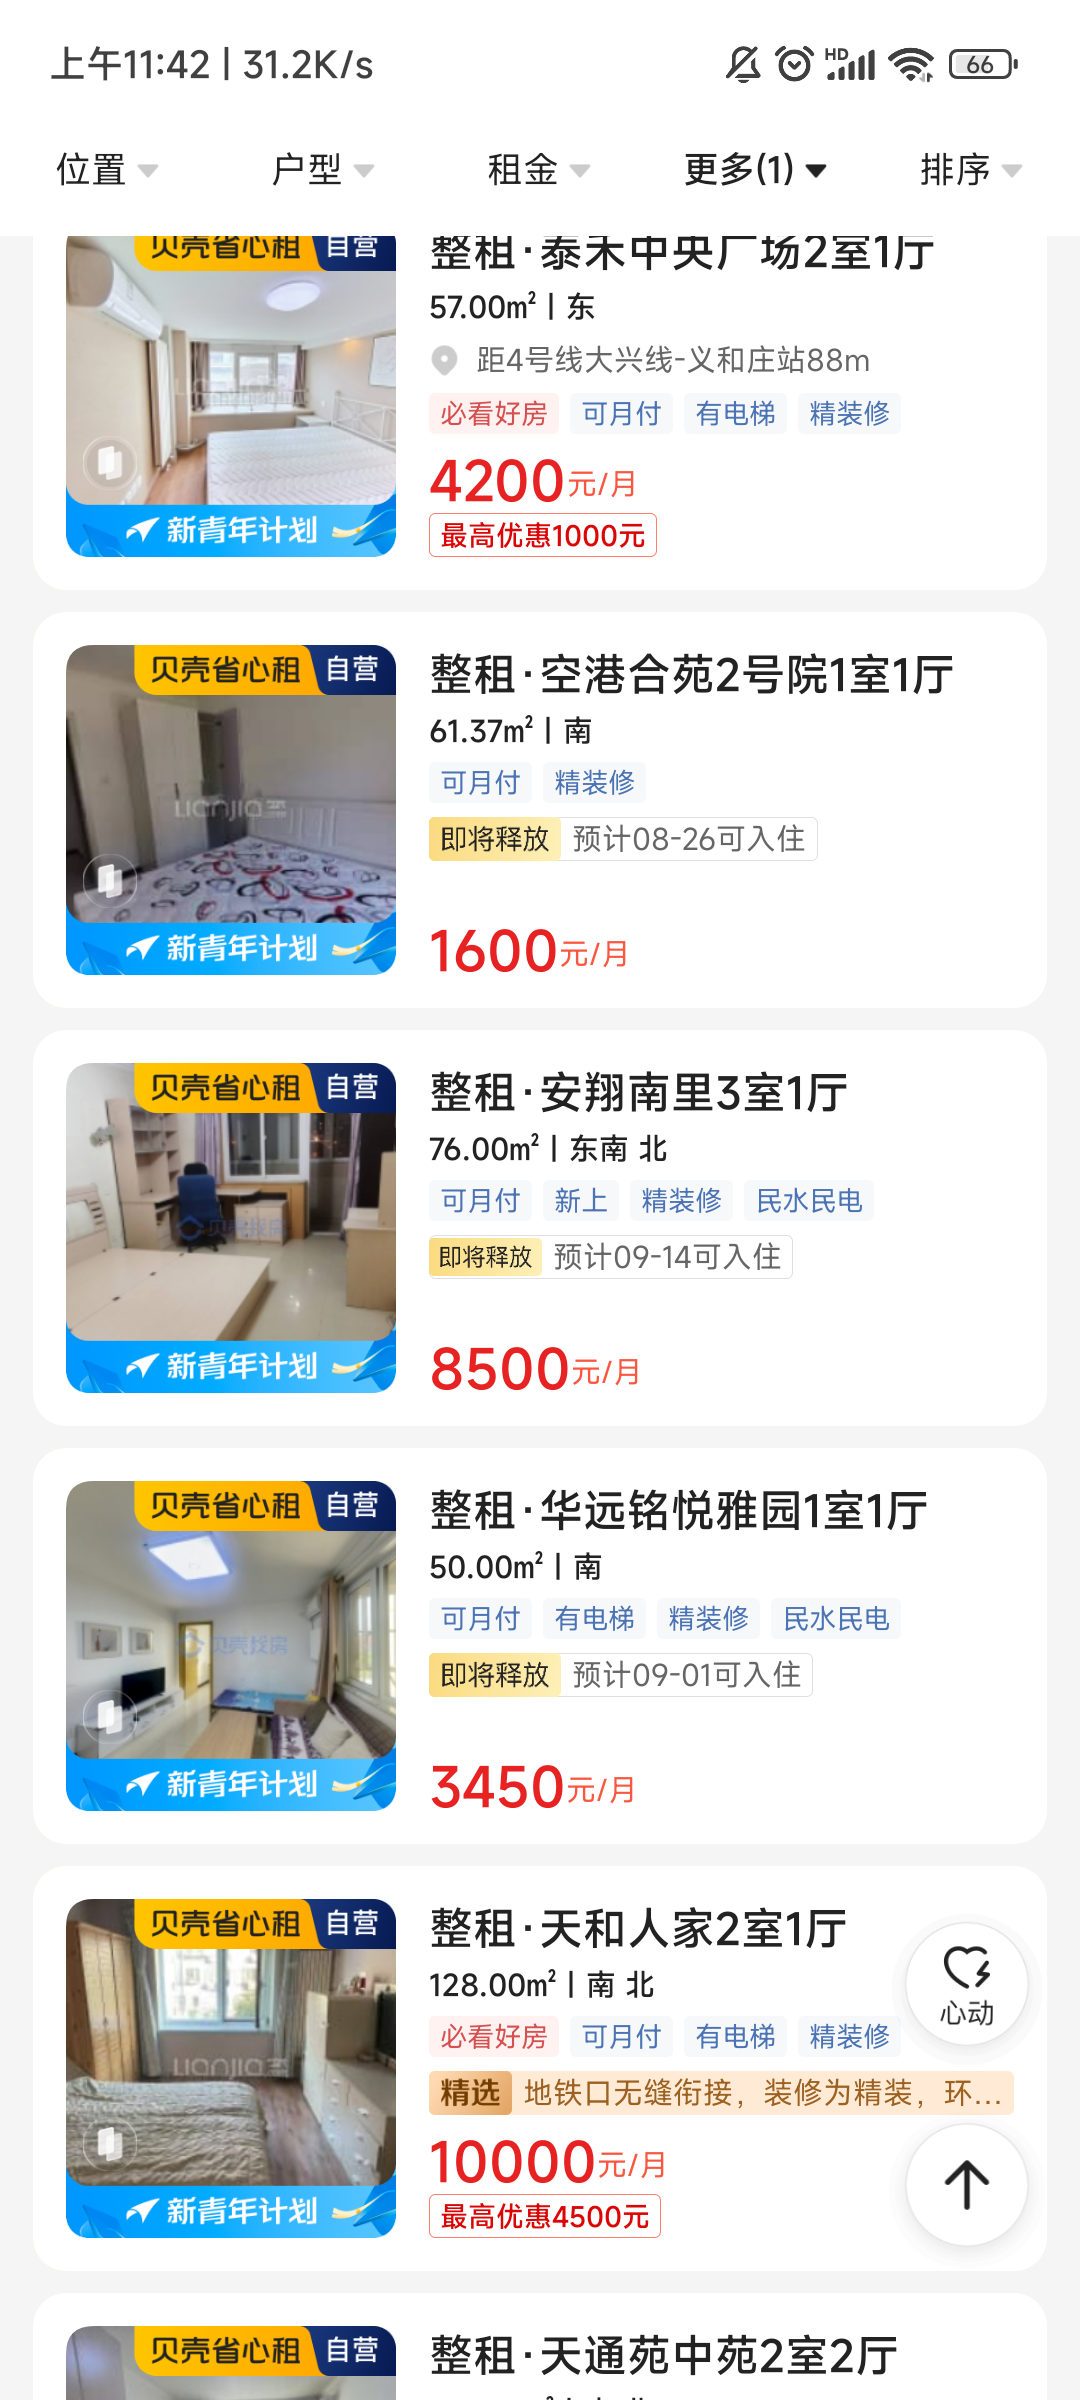 上午11:42 | 31.2K/s
HD
66
位置
户型
租金
更多(1)
排序
贝壳省心租 自营
整租·泰禾中央广场2室1厅
57.00㎡ | 东
距4号线大兴线-义和庄站88m
必看好房 可月付 有电梯 精装修
4200元/月
最高优惠1000元
新青年计划
贝壳省心租 自营
整租·空港合苑2号院1室1厅
61.37㎡ | 南
可月付 精装修
即将释放 预计08-26可入住
Lianjia
1600元/月
新青年计划
贝壳省心租 自营
整租·安翔南里3室1厅
76.00㎡ | 东南 北
可月付 新上 精装修 民水民电
即将释放 预计09-14可入住
贝壳找房
8500元/月
新青年计划
贝壳省心租 自营
整租·华远铭悦雅园1室1厅
50.00㎡ | 南
可月付 有电梯 精装修 民水民电
即将释放 预计09-01可入住
贝壳找房
3450元/月
新青年计划
贝壳省心租 自营
整租·天和人家2室1厅
128.00㎡ | 南 北
必看好房 可月付 有电梯 精装修
精选 地铁口无缝衔接，装修为精装，环...
Lianjia
10000元/月
最高优惠4500元
新青年计划
心动
贝壳省心租 自营
整租·天通苑中苑2室2厅